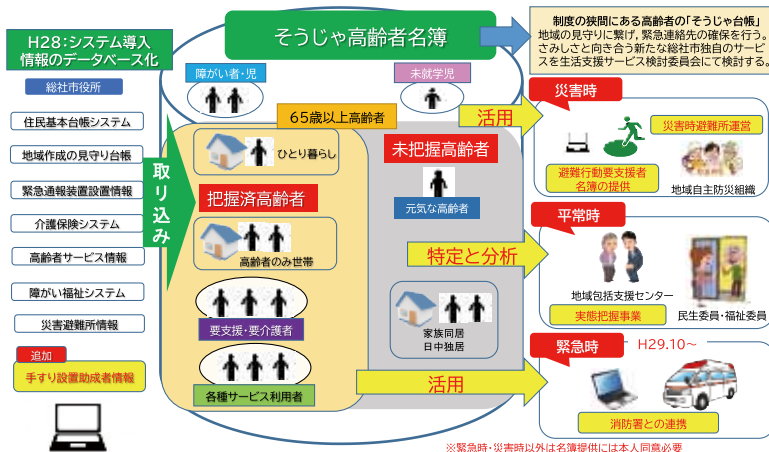 H28:システム導入
情報のデータベース化
総社市役所
住民基本台帳システム
地域作成の見守り台帳
緊急通報装置設置情報
介護保険システム
高齢者サービス情報
障がい福祉システム
災害避難所情報
追加
手すり設置助成者情報
取り込み
そうじゃ高齢者名簿
障がい者・児
未就学児
65歳以上高齢者
ひとり暮らし
把握済高齢者
高齢者のみ世帯
要支援・要介護者
各種サービス利用者
未把握高齢者
元気な高齢者
家族同居
日中独居
活用
特定と分析
活用
制度の狭間にある高齢者の「そうじゃ台帳」
地域の見守りに繋げ,緊急連絡先の確保を行う。
さみしさと向き合う新たな総社市独自のサービ
スを生活支援サービス検討委員会にて検討する。
災害時
災害時避難所運営
避難行動要支援者
名簿の提供
地域自主防災組織
平常時
地域包括支援センター
実態把握事業
民生委員・福祉委員
緊急時
H29.10～
消防署との連携
※緊急時・災害時以外は名簿提供には本人同意必要